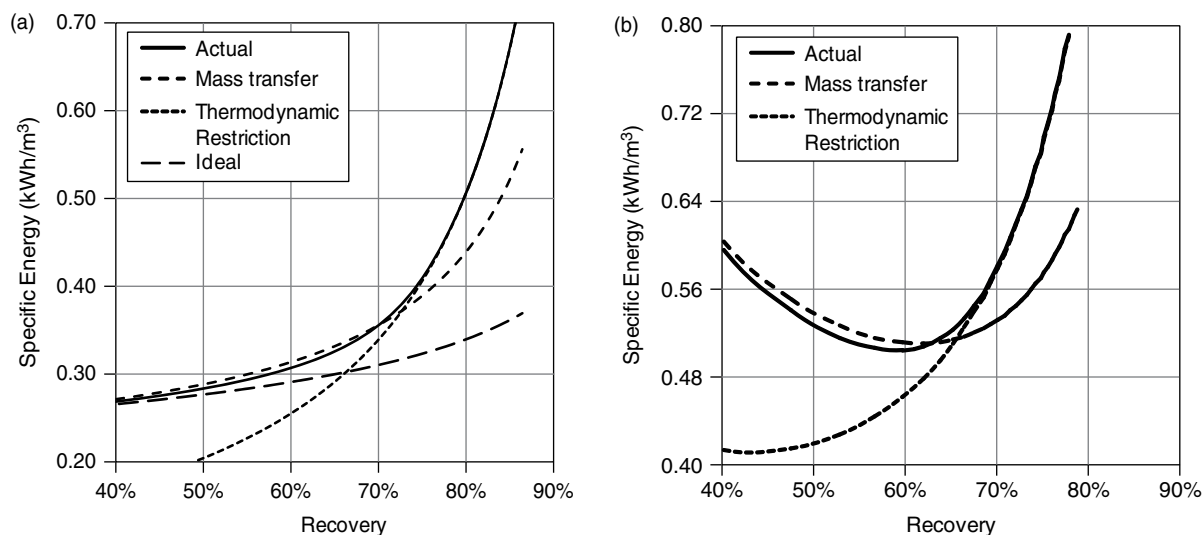 (a)
0.70
0.60
0.50
0.40
0.30
0.20
Specific Energy (kWh/m³)
Actual
Mass transfer
Thermodynamic
Restriction
Ideal
40% 50% 60% 70% 80% 90%
Recovery
(b)
0.80
0.72
0.64
0.56
0.48
0.40
Specific Energy (kWh/m³)
Actual
Mass transfer
Thermodynamic
Restriction
40% 50% 60% 70% 80% 90%
Recovery